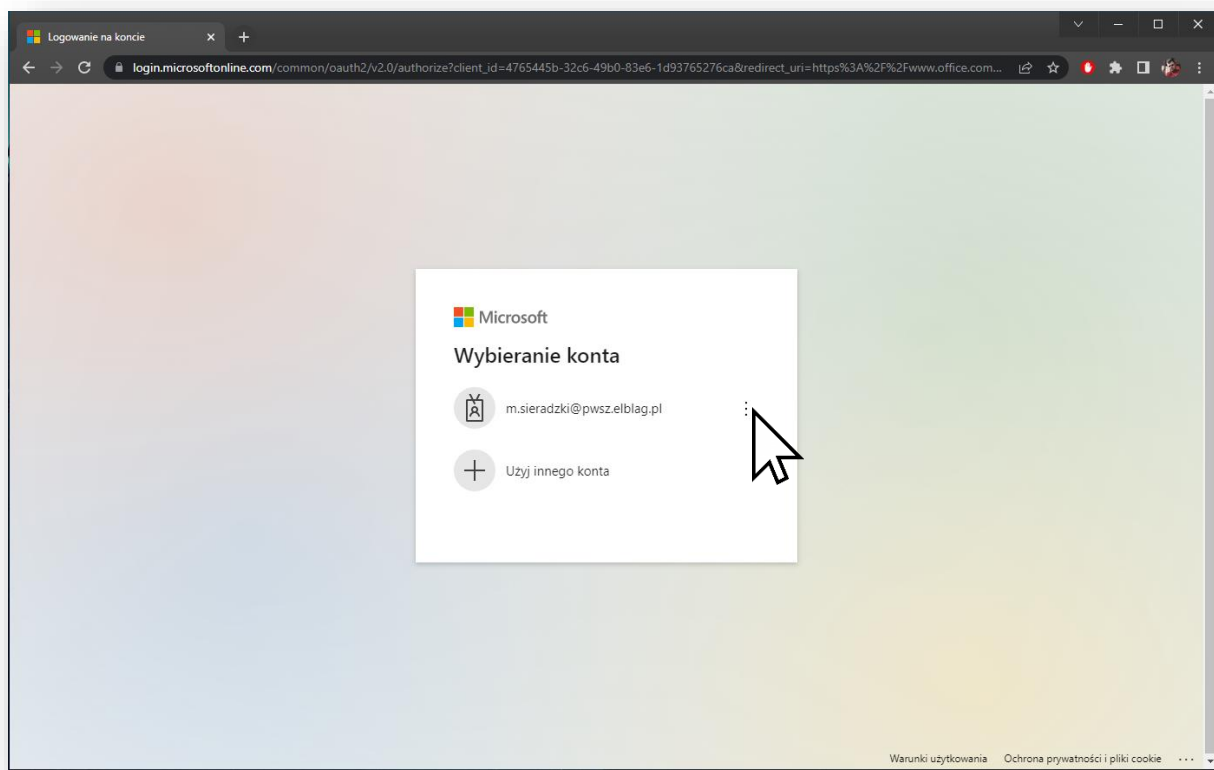 Logowanie na koncie
login.microsoftonline.com/common/oauth2/v2.0/authorize?client_id=4765445b-32c6-49b0-83e6-1d93765276ca&redirect_uri=https%3A%2F%2Fwww.office.com...
Microsoft
Wybieranie konta
m.sieradzki@pwsz.elblag.pl
Użyj innego konta
Warunki użytkowania Ochrona prywatności i pliki cookie ...